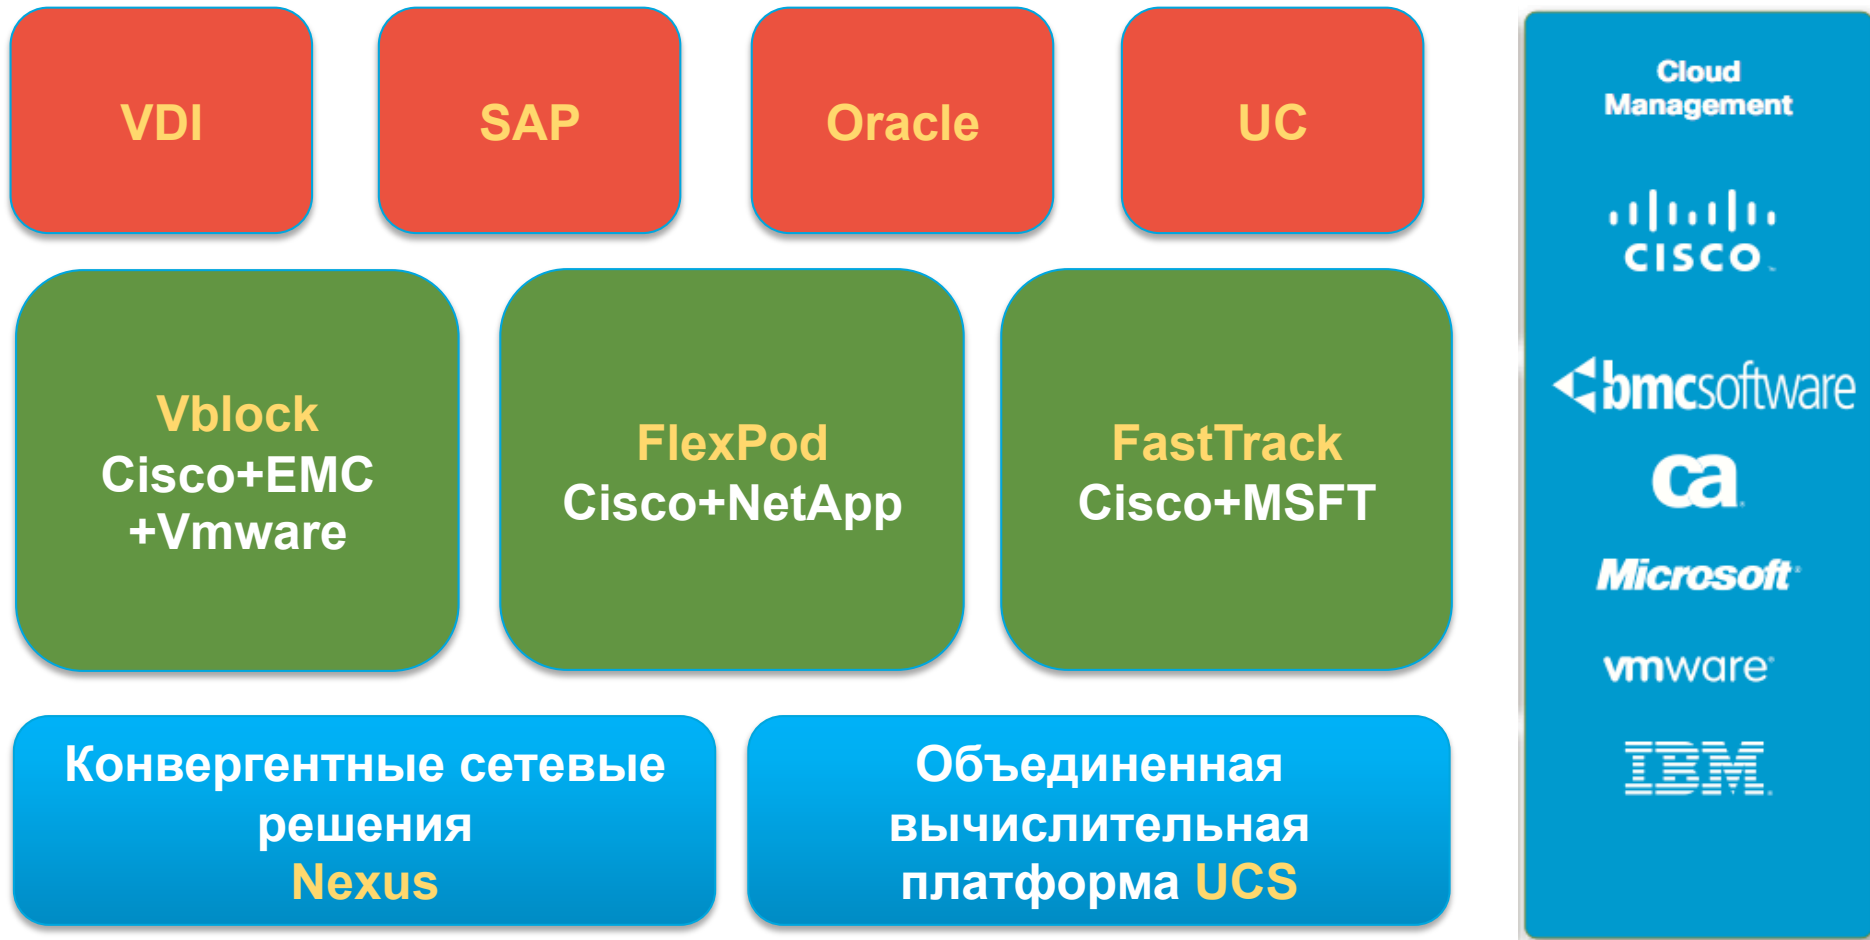 VDI
SAP
Oracle
UC
Vblock
Cisco+EMC
+Vmware
FlexPod
Cisco+NetApp
FastTrack
Cisco+MSFT
Конвергентные сетевые
решения
Nexus
Объединенная
вычислительная
платформа UCS
Cloud
Management
CISCO
bmcsoftware
ca
Microsoft
vmware
IBM